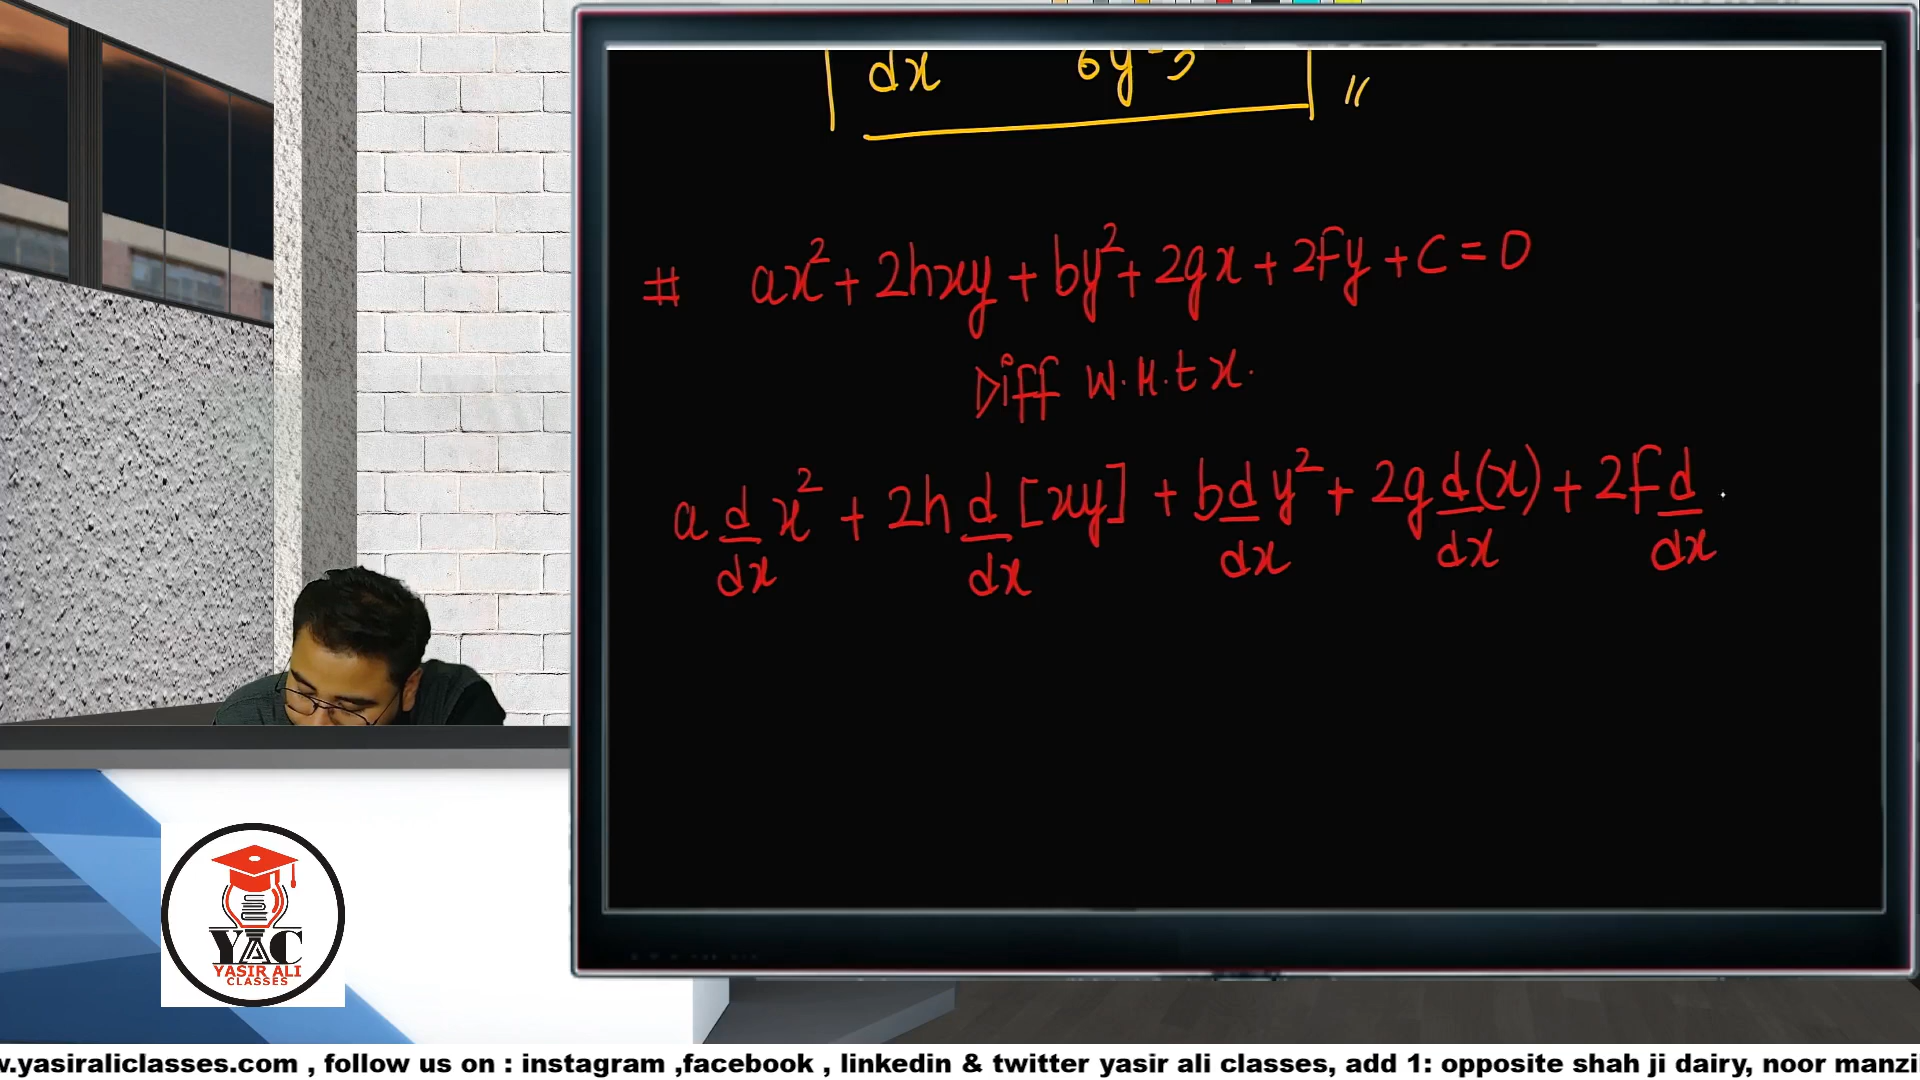 dx 6y-5 "
# ax² + 2hxy + by² + 2gx + 2fy + c = 0
Diff w.r.t x.
a d/dx x² + 2h d/dx [xy] + b d/dx y² + 2g d/dx (x) + 2f d/dx
YAC
YASIR ALI
CLASSES
w.yasiraliclasses.com , follow us on : instagram ,facebook , linkedin & twitter yasir ali classes, add 1: opposite shah ji dairy, noor manzi